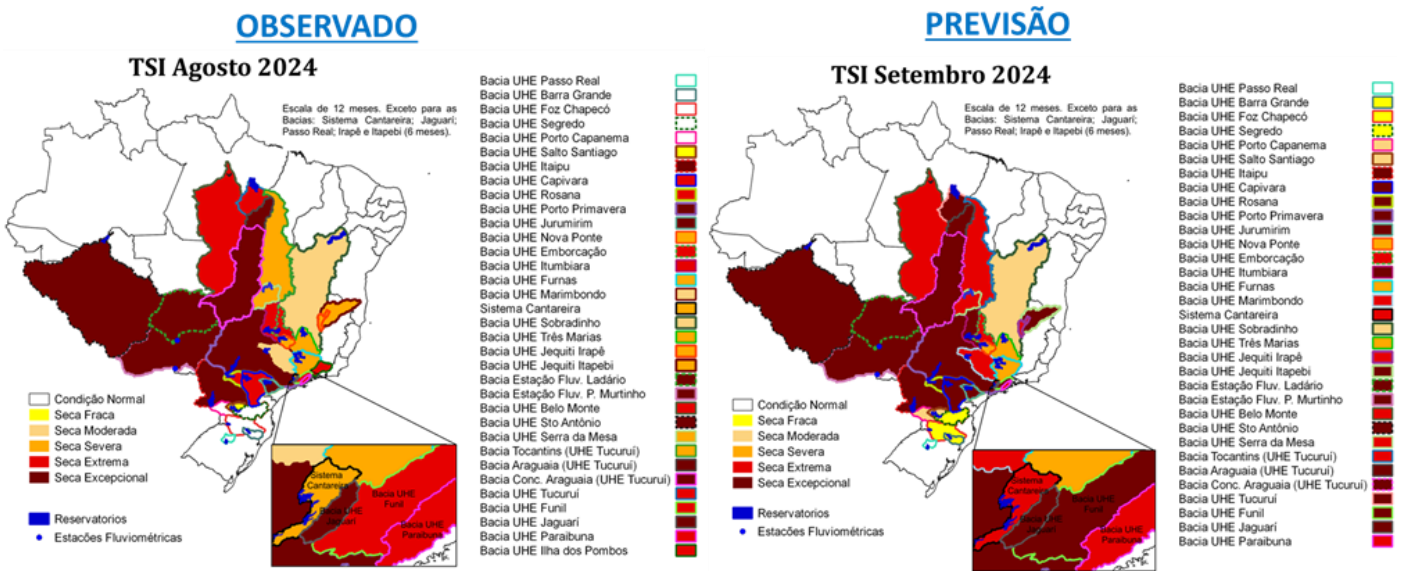 OBSERVADO
TSI Agosto 2024
Escala de 12 meses. Exceto para as
Bacias: Sistema Cantareira; Jaguarí;
Passo Real; Irapê e Itapebi (6 meses).
Condição Normal
Seca Fraca
Seca Moderada
Seca Severa
Seca Extrema
Seca Excepcional
Reservatorios
Estacões Fluviométricas
Sistema
Cantareira
Bacia UHE
Jaguarí
Bacia UHE
Funil
Bacia UHE
Paraibuna
Bacia UHE Passo Real
Bacia UHE Barra Grande
Bacia UHE Foz Chapecó
Bacia UHE Segredo
Bacia UHE Porto Capanema
Bacia UHE Salto Santiago
Bacia UHE Itaipu
Bacia UHE Capivara
Bacia UHE Rosana
Bacia UHE Porto Primavera
Bacia UHE Jurumirim
Bacia UHE Nova Ponte
Bacia UHE Emborcação
Bacia UHE Itumbiara
Bacia UHE Furnas
Bacia UHE Marimbondo
Sistema Cantareira
Bacia UHE Sobradinho
Bacia UHE Três Marias
Bacia UHE Jequiti Irapê
Bacia UHE Jequiti Itapebi
Bacia Estação Fluv. Ladário
Bacia Estação Fluv. P. Murtinho
Bacia UHE Belo Monte
Bacia UHE Sto Antônio
Bacia UHE Serra da Mesa
Bacia Tocantins (UHE Tucuruí)
Bacia Araguaia (UHE Tucuruí)
Bacia Conc. Araguaia (UHE Tucuruí)
Bacia UHE Tucuruí
Bacia UHE Funil
Bacia UHE Jaguarí
Bacia UHE Paraibuna
Bacia UHE Ilha dos Pombos
PREVISÃO
TSI Setembro 2024
Escala de 12 meses. Exceto para as
Bacias: Sistema Cantareira; Jaguarí;
Passo Real; Irapê e Itapebi (6 meses).
Condição Normal
Seca Fraca
Seca Moderada
Seca Severa
Seca Extrema
Seca Excepcional
Reservatorios
Estacões Fluviométricas
Sistema
Cantareira
Bacia UHE
Jaguarí
Bacia UHE
Funil
Bacia UHE
Paraibuna
Bacia UHE Passo Real
Bacia UHE Barra Grande
Bacia UHE Foz Chapecó
Bacia UHE Segredo
Bacia UHE Porto Capanema
Bacia UHE Salto Santiago
Bacia UHE Itaipu
Bacia UHE Capivara
Bacia UHE Rosana
Bacia UHE Porto Primavera
Bacia UHE Jurumirim
Bacia UHE Nova Ponte
Bacia UHE Emborcação
Bacia UHE Itumbiara
Bacia UHE Furnas
Bacia UHE Marimbondo
Sistema Cantareira
Bacia UHE Sobradinho
Bacia UHE Três Marias
Bacia UHE Jequiti Irapê
Bacia UHE Jequiti Itapebi
Bacia Estação Fluv. Ladário
Bacia Estação Fluv. P. Murtinho
Bacia UHE Belo Monte
Bacia UHE Sto Antônio
Bacia UHE Serra da Mesa
Bacia Tocantins (UHE Tucuruí)
Bacia Araguaia (UHE Tucuruí)
Bacia Conc. Araguaia (UHE Tucuruí)
Bacia UHE Tucuruí
Bacia UHE Funil
Bacia UHE Jaguarí
Bacia UHE Paraibuna